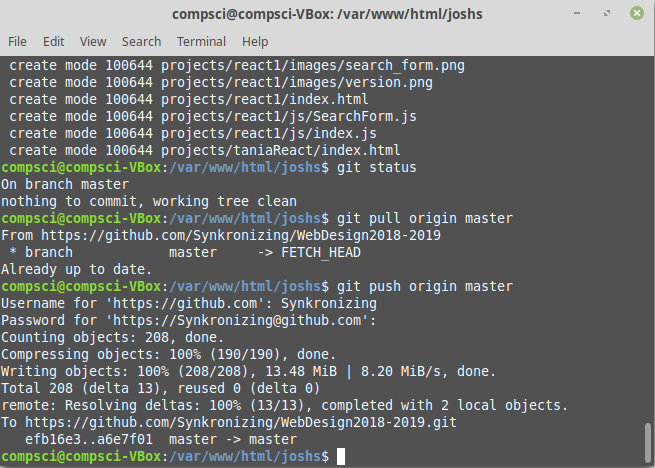 compsci@compsci-VBox: /var/www/html/joshs
File Edit View Search Terminal Help
create mode 100644 projects/react1/images/search_form.png
create mode 100644 projects/react1/images/version.png
create mode 100644 projects/react1/index.html
create mode 100644 projects/react1/js/SearchForm.js
create mode 100644 projects/react1/js/index.js
create mode 100644 projects/taniaReact/index.html
compsci@compsci-VBox:/var/www/html/joshs$ git status
On branch master
nothing to commit, working tree clean
compsci@compsci-VBox:/var/www/html/joshs$ git pull origin master
From https://github.com/Synkronizing/WebDesign2018-2019
* branch            master     -> FETCH_HEAD
Already up to date.
compsci@compsci-VBox:/var/www/html/joshs$ git push origin master
Username for 'https://github.com': Synkronizing
Password for 'https://Synkronizing@github.com':
Counting objects: 208, done.
Compressing objects: 100% (190/190), done.
Writing objects: 100% (208/208), 13.48 MiB | 8.20 MiB/s, done.
Total 208 (delta 13), reused 0 (delta 0)
remote: Resolving deltas: 100% (13/13), completed with 2 local objects.
To https://github.com/Synkronizing/WebDesign2018-2019.git
efb16e3..a6e7f01  master -> master
compsci@compsci-VBox:/var/www/html/joshs$